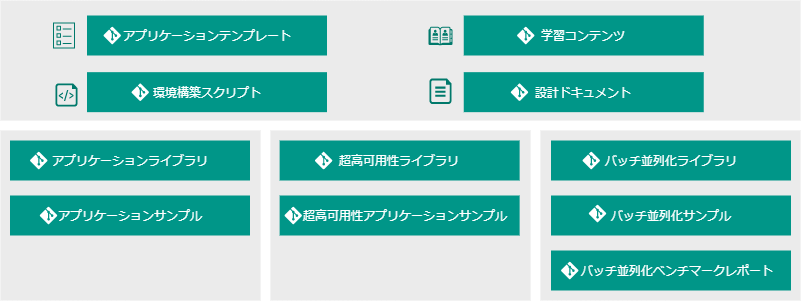 アプリケーションテンプレート
学習コンテンツ
環境構築スクリプト
設計ドキュメント
アプリケーションライブラリ
超高可用性ライブラリ
バッチ並列化ライブラリ
アプリケーションサンプル
超高可用性アプリケーションサンプル
バッチ並列化サンプル
バッチ並列化ベンチマークレポート